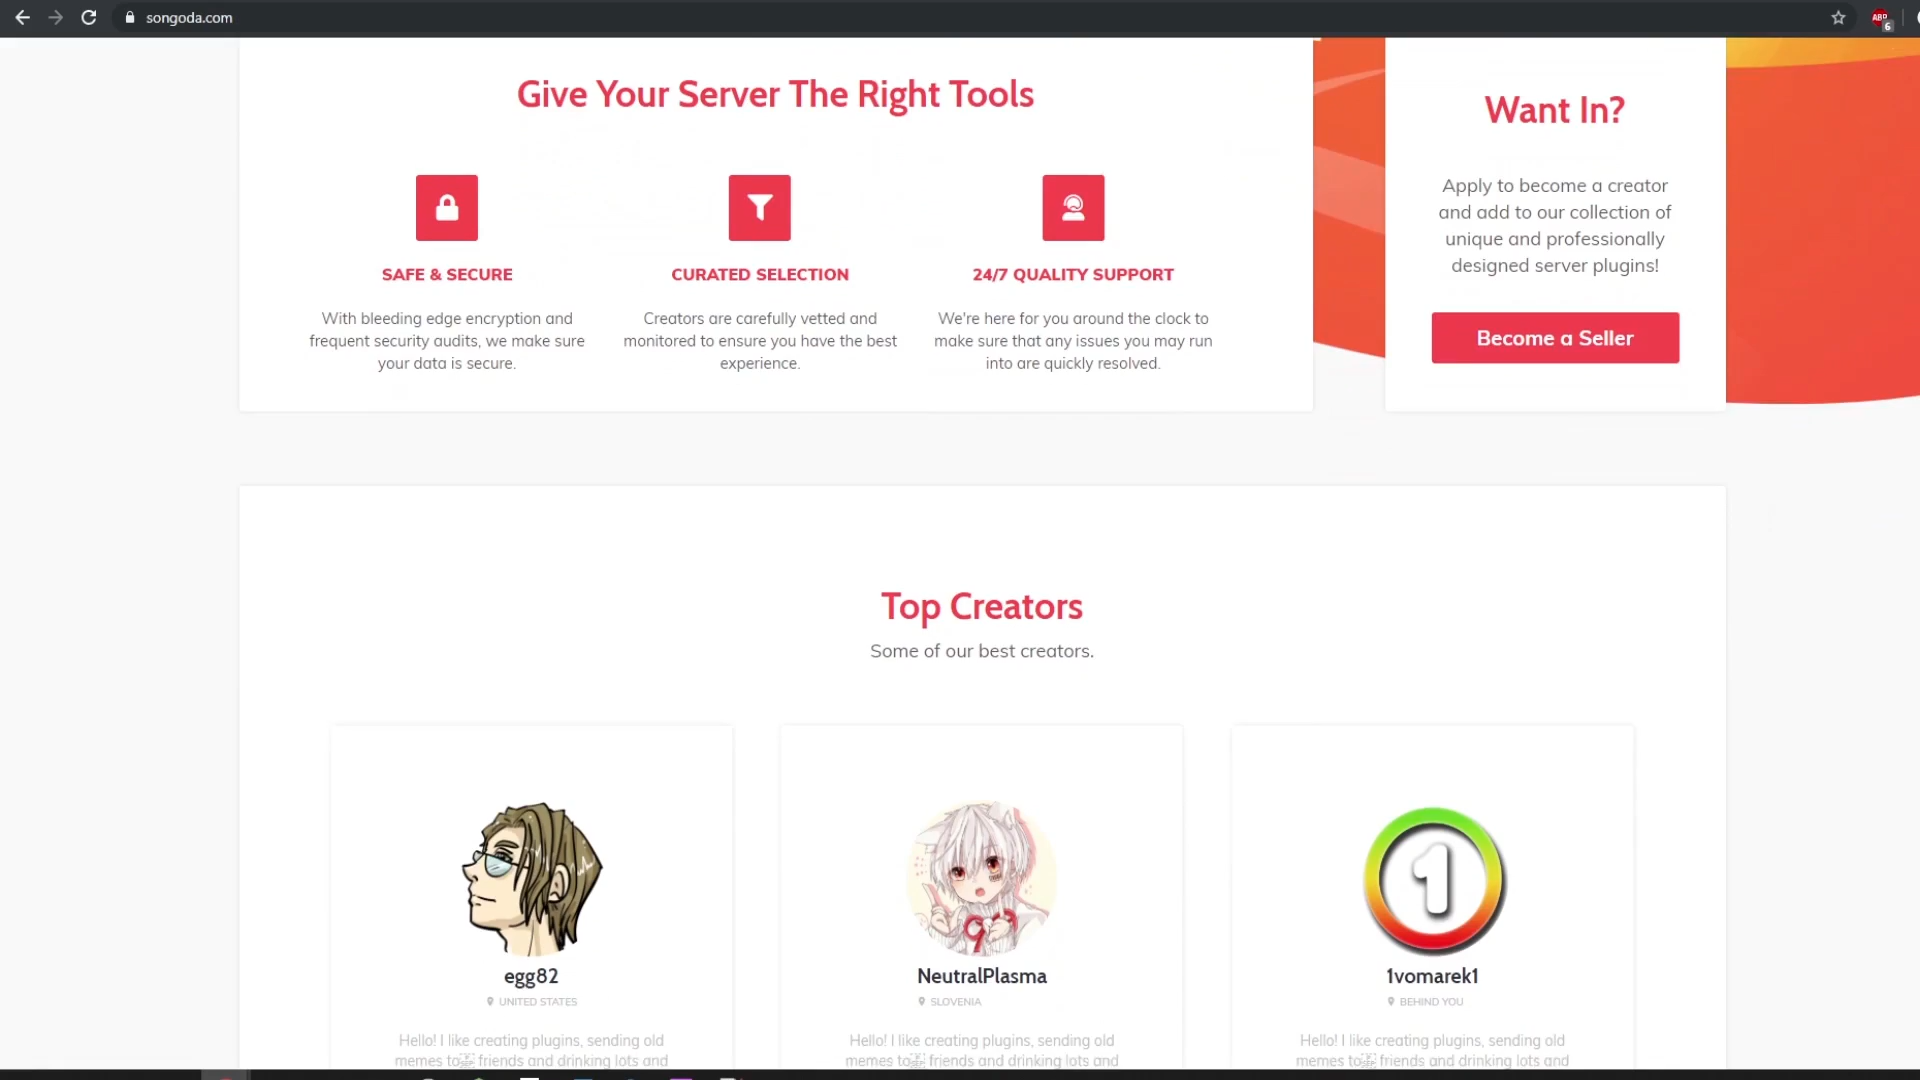 songoda.com
ABP
6
Give Your Server The Right Tools
SAFE & SECURE
With bleeding edge encryption and
frequent security audits, we make sure
your data is secure.
CURATED SELECTION
Creators are carefully vetted and
monitored to ensure you have the best
experience.
24/7 QUALITY SUPPORT
We're here for you around the clock to
make sure that any issues you may run
into are quickly resolved.
Want In?
Apply to become a creator
and add to our collection of
unique and professionally
designed server plugins!
Become a Seller
Top Creators
Some of our best creators.
egg82
UNITED STATES
Hello! I like creating plugins, sending old
memes to friends and drinking lots and
NeutralPlasma
SLOVENIA
Hello! I like creating plugins, sending old
memes to friends and drinking lots and
1
1vomarek1
BEHIND YOU
Hello! I like creating plugins, sending old
memes to friends and drinking lots and